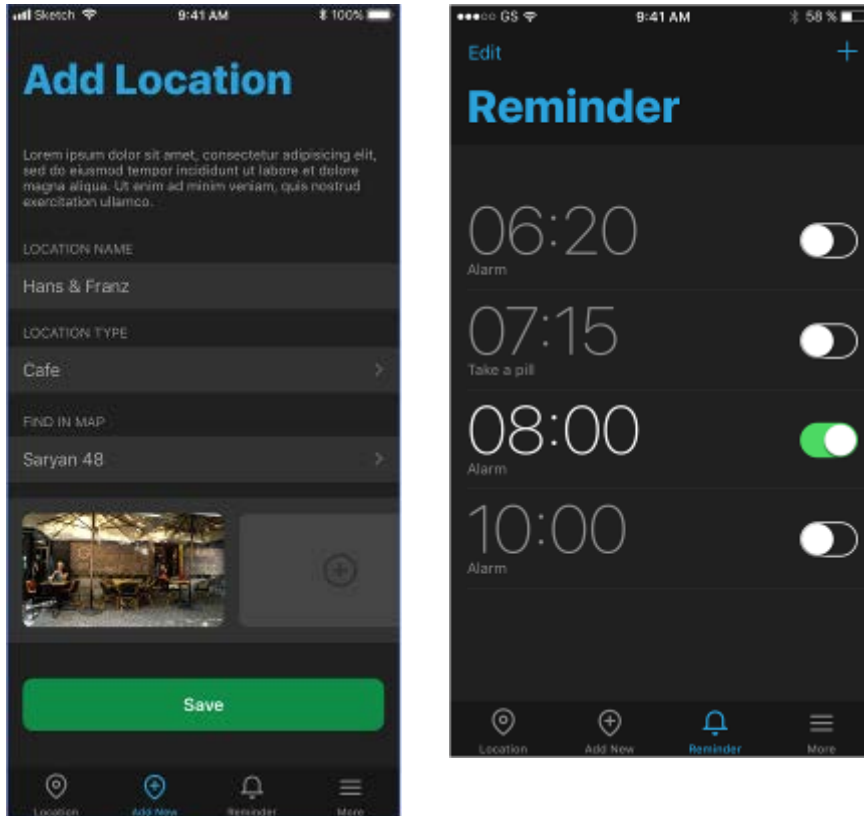 Sketch 9:41 AM 100%
Add Location
Lorem ipsum dolor sit amet, consectetur adipisicing elit,
sed do eiusmod tempor incididunt ut labore et dolore
magna aliqua. Ut enim ad minim veniam, quis nostrud
exercitation ullamco.
LOCATION NAME
Hans & Franz
LOCATION TYPE
Cafe
FIND IN MAP
Saryan 48
Save
Location Add New Reminder More
GS 9:41 AM 58 %
Edit
Reminder
06:20
Alarm
07:15
Take a pill
08:00
Alarm
10:00
Alarm
Location Add New Reminder More